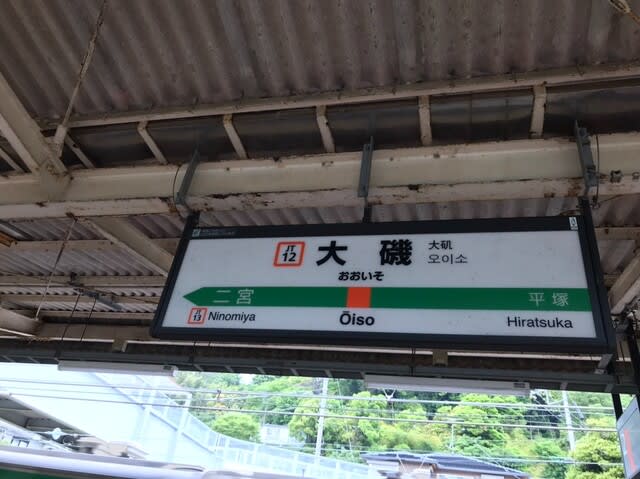 JT
12
大磯
大矶
오이소
おおいそ
二宮
平塚
JT
13
Ninomiya
Ōiso
Hiratsuka